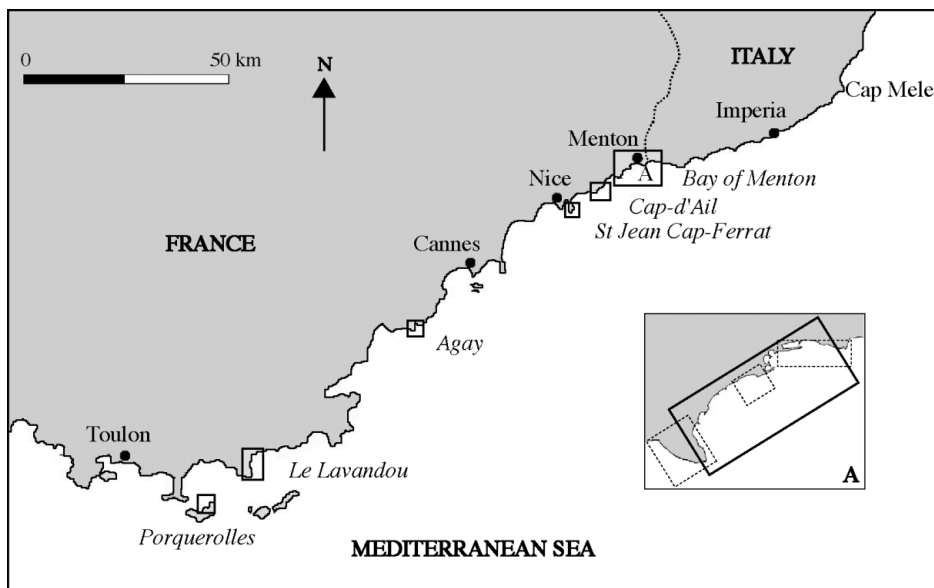 0 50 km
N
ITALY
Cap Mele
Imperia
Menton
A
Bay of Menton
Nice
Cap-d'Ail
St Jean Cap-Ferrat
FRANCE
Cannes
Agay
Toulon
Le Lavandou
A
Porquerolles
MEDITERRANEAN SEA